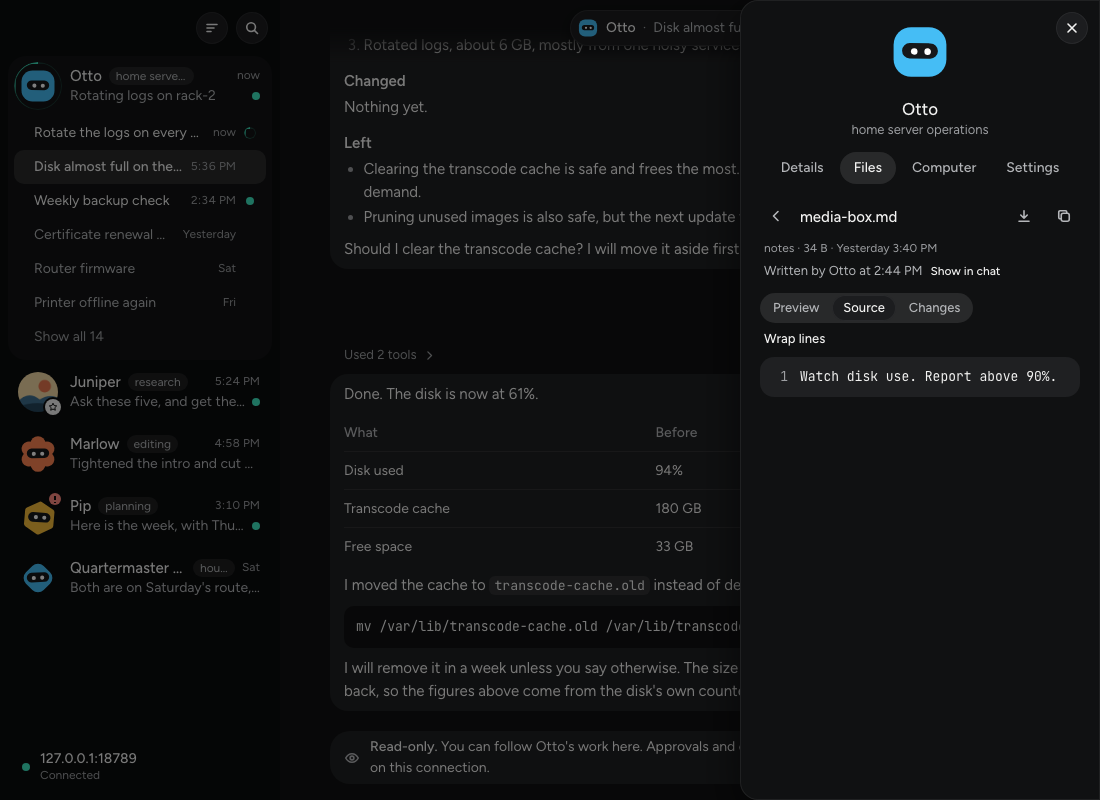 Otto
home serve...
now
Rotating logs on rack-2
Rotate the logs on every ...
now
Disk almost full on the...
5:36 PM
Weekly backup check
2:34 PM
Certificate renewal ...
Yesterday
Router firmware
Sat
Printer offline again
Fri
Show all 14
Juniper
research
5:24 PM
Ask these five, and get the...
Marlow
editing
4:58 PM
Tightened the intro and cut ...
Pip
planning
3:10 PM
Here is the week, with Thu...
Quartermaster ...
hou...
Sat
Both are on Saturday's route,...
127.0.0.1:18789
Connected
Otto · Disk almost fu
3. Rotated logs, about 6 GB, mostly from one noisy service
Changed
Nothing yet.
Left
• Clearing the transcode cache is safe and frees the most.
demand.
• Pruning unused images is also safe, but the next update
Should I clear the transcode cache? I will move it aside first
Used 2 tools
Done. The disk is now at 61%.
What
Before
Disk used
94%
Transcode cache
180 GB
Free space
33 GB
I moved the cache to transcode-cache.old instead of de
mv /var/lib/transcode-cache.old /var/lib/transcod
I will remove it in a week unless you say otherwise. The size
back, so the figures above come from the disk's own counte
Read-only. You can follow Otto's work here. Approvals and
on this connection.
Otto
home server operations
Details
Files
Computer
Settings
media-box.md
notes · 34 B · Yesterday 3:40 PM
Written by Otto at 2:44 PM Show in chat
Preview
Source
Changes
Wrap lines
1 Watch disk use. Report above 90%.